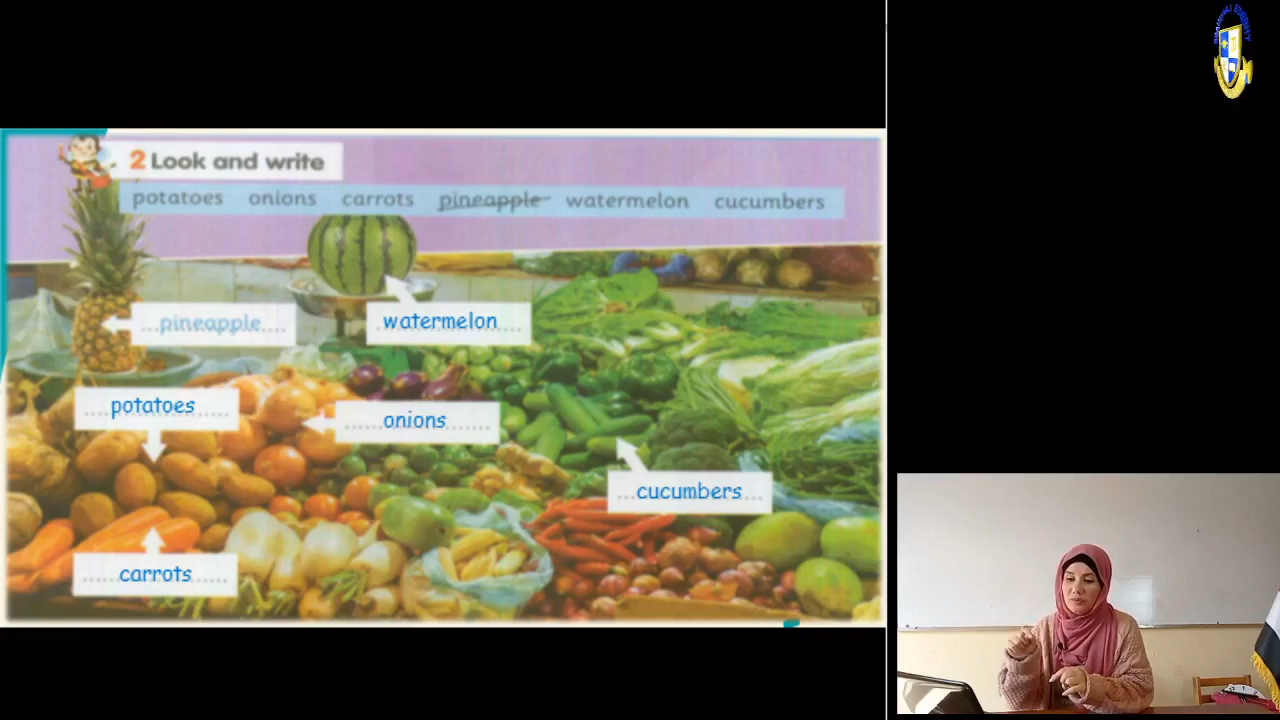 2 Look and write
potatoes onions carrots pineapple watermelon cucumbers
pineapple
watermelon
potatoes
onions
cucumbers
carrots